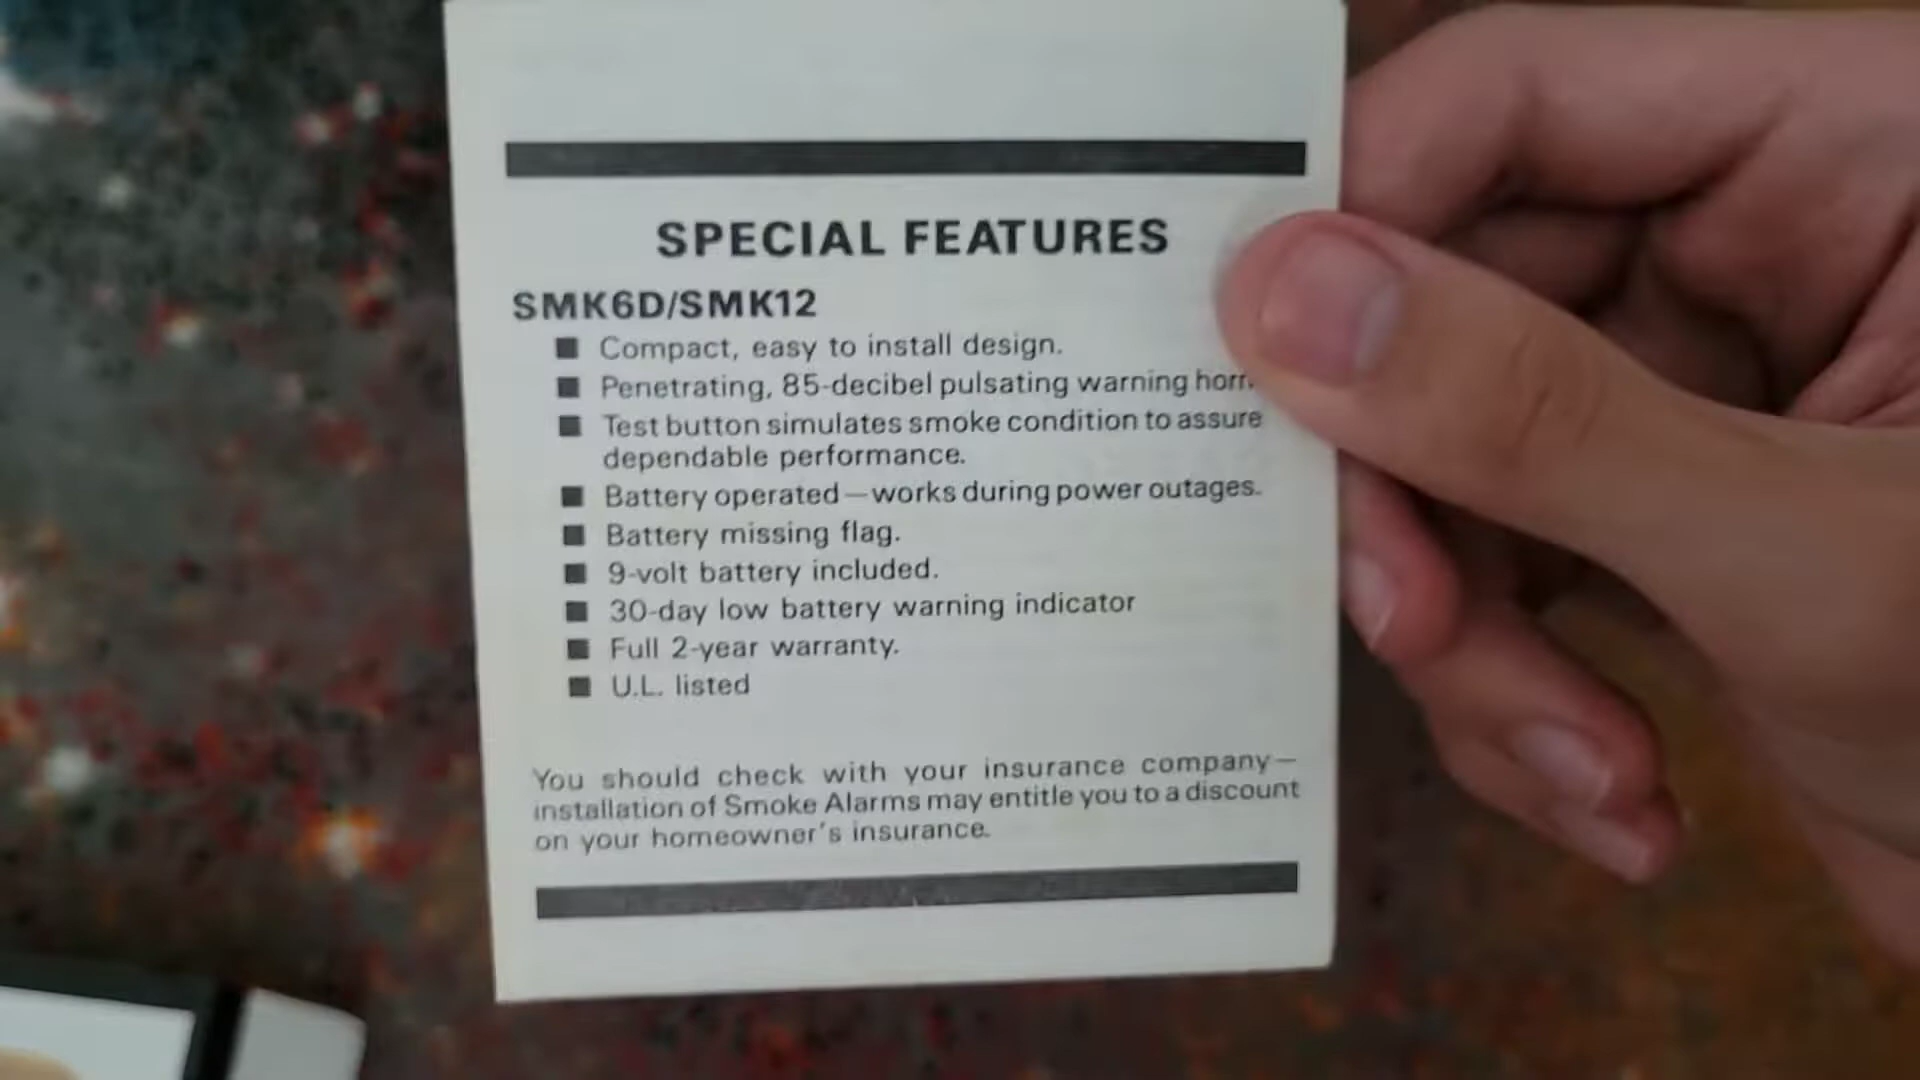 SPECIAL FEATURES
SMK6D/SMK12
■ Compact, easy to install design.
■ Penetrating, 85-decibel pulsating warning horn.
■ Test button simulates smoke condition to assure
dependable performance.
■ Battery operated—works during power outages.
■ Battery missing flag.
■ 9-volt battery included.
■ 30-day low battery warning indicator
■ Full 2-year warranty.
■ U.L. listed
You should check with your insurance company—
installation of Smoke Alarms may entitle you to a discount
on your homeowner's insurance.